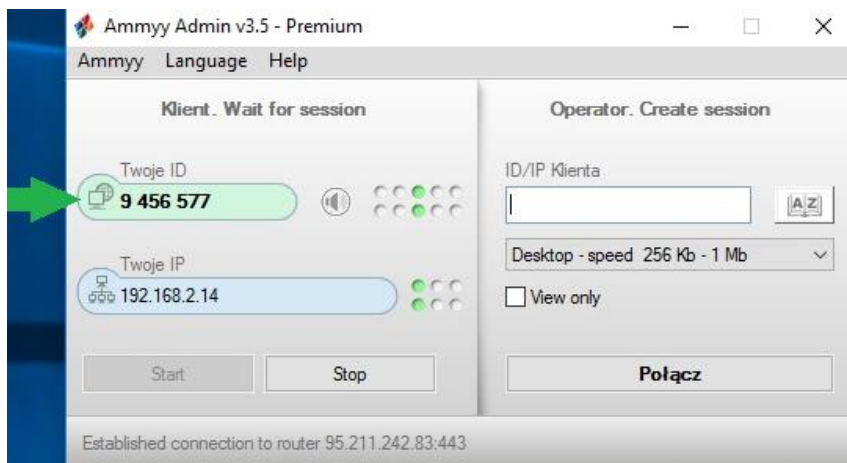 Ammyy Admin v3.5 - Premium
Ammyy Language Help
Klient. Wait for session
Twoje ID
9 456 577
Twoje IP
192.168.2.14
Start
Stop
Operator. Create session
ID/IP Klienta
AZ
Desktop - speed 256 Kb - 1 Mb
View only
Połącz
Established connection to router 95.211.242.83:443